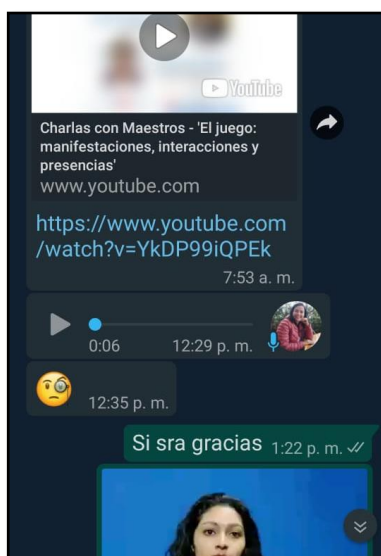 YouTube
Charlas con Maestros - 'El juego:
manifestaciones, interacciones y
presencias'
www.youtube.com
https://www.youtube.com
/watch?v=YkDP99iQPEk
7:53 a. m.
0:06 12:29 p. m.
12:35 p. m.
Si sra gracias 1:22 p. m.